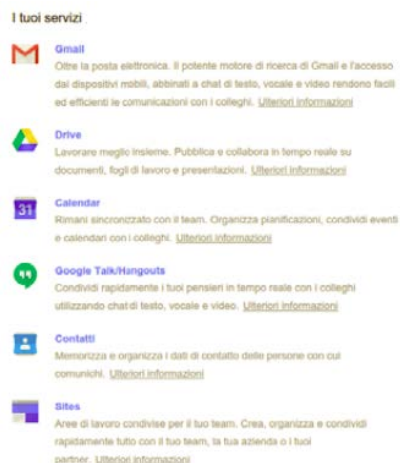 I tuoi servizi
Gmail
Oltre la posta elettronica. Il potente motore di ricerca di Gmail e l'accesso
dai dispositivi mobili, abbinati a chat di testo, vocale e video rendono facili
ed efficienti le comunicazioni con i colleghi. Ulteriori informazioni
Drive
Lavorare meglio insieme. Pubblica e collabora in tempo reale su
documenti, fogli di lavoro e presentazioni. Ulteriori informazioni
31
Calendar
Rimani sincronizzato con il team. Organizza pianificazioni, condividi eventi
e calendari con i colleghi. Ulteriori informazioni
Google Talk/Hangouts
Condividi rapidamente i tuoi pensieri in tempo reale con i colleghi
utilizzando chat di testo, vocale e video. Ulteriori informazioni
Contatti
Memorizza e organizza i dati di contatto delle persone con cui
comunichi. Ulteriori informazioni
Sites
Aree di lavoro condivise per il tuo team. Crea, organizza e condividi
rapidamente tutto con il tuo team, la tua azienda o i tuoi
partner. Ulteriori informazioni